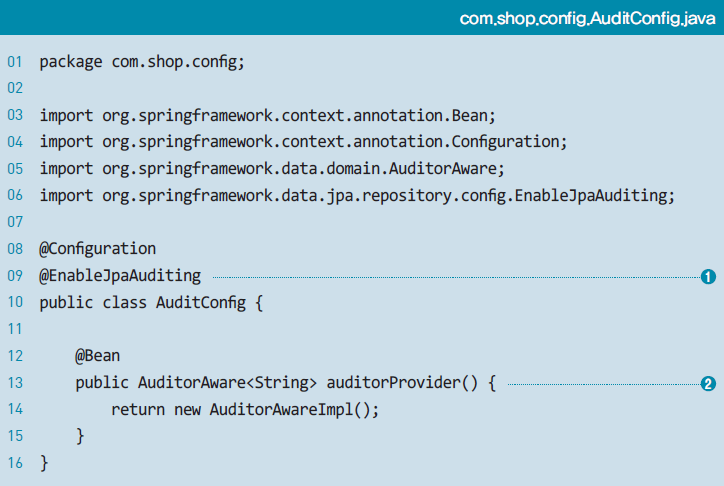 com.shop.config.AuditConfig.java
01 package com.shop.config;
02
03 import org.springframework.context.annotation.Bean;
04 import org.springframework.context.annotation.Configuration;
05 import org.springframework.data.domain.AuditorAware;
06 import org.springframework.data.jpa.repository.config.EnableJpaAuditing;
07
08 @Configuration
09 @EnableJpaAuditing ❶
10 public class AuditConfig {
11
12     @Bean
13     public AuditorAware<String> auditorProvider() { ❷
14         return new AuditorAwareImpl();
15     }
16 }